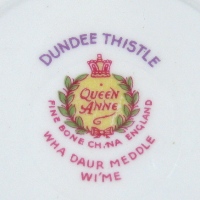 DUNDEE THISTLE
QUEEN
ANNE
FINE BONE CHINA ENGLAND
WHA DAUR MEDDLE
WI' ME